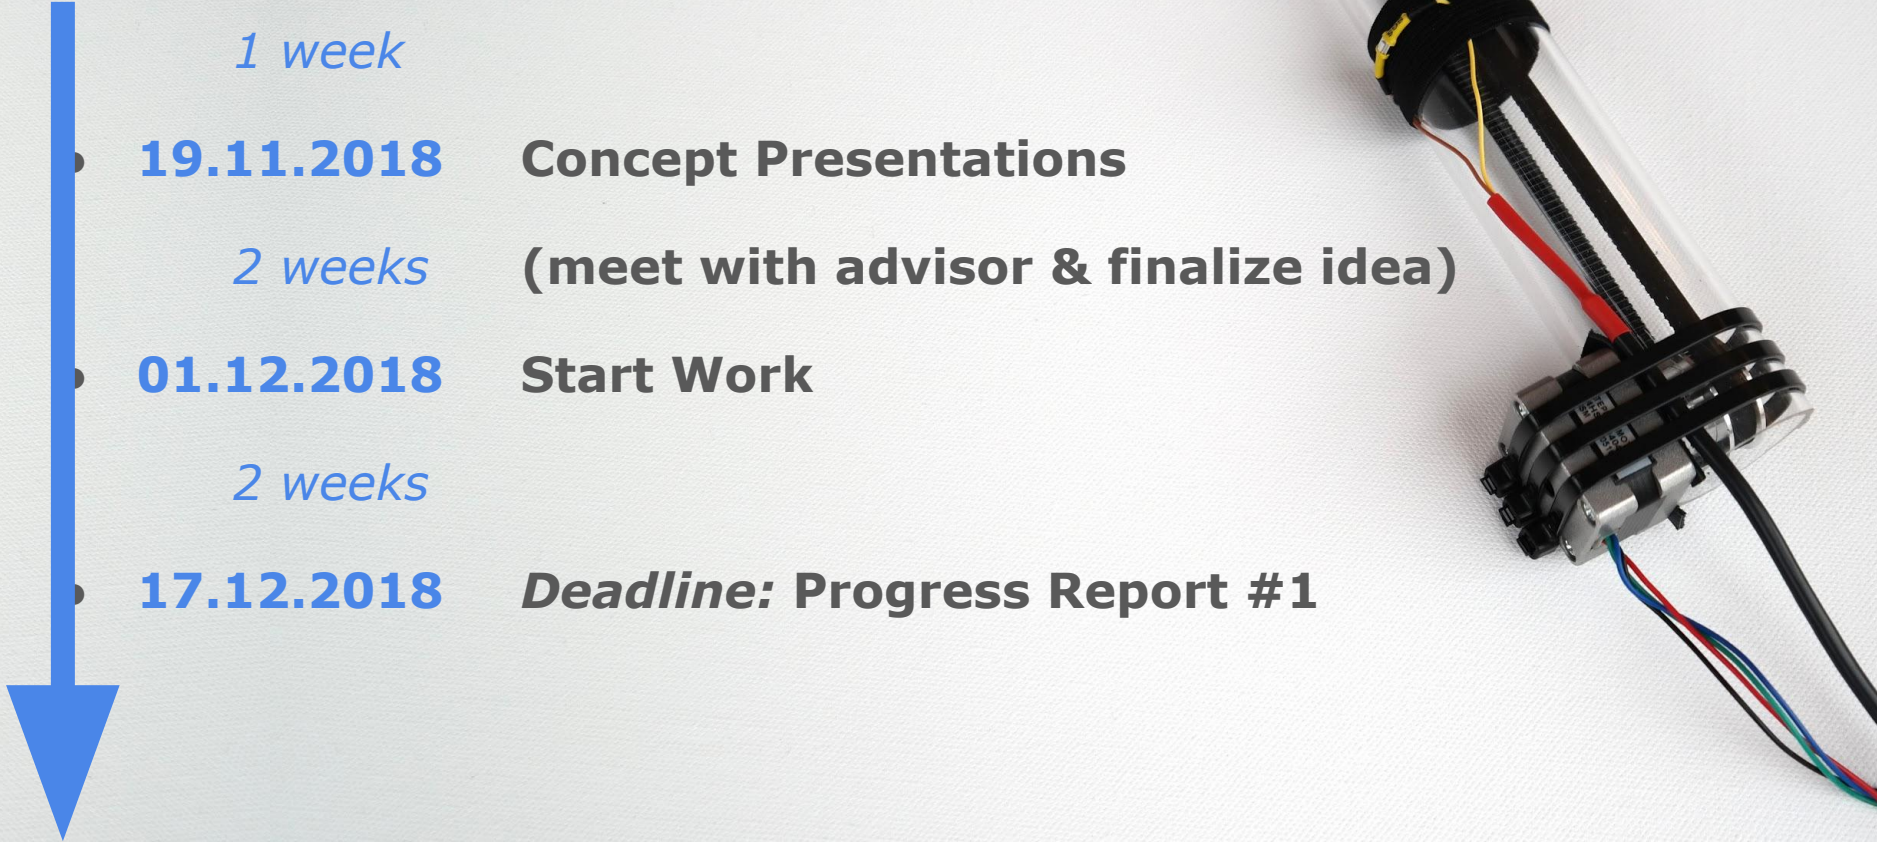 1 week
• 19.11.2018 Concept Presentations
2 weeks (meet with advisor & finalize idea)
• 01.12.2018 Start Work
2 weeks
• 17.12.2018 Deadline: Progress Report #1